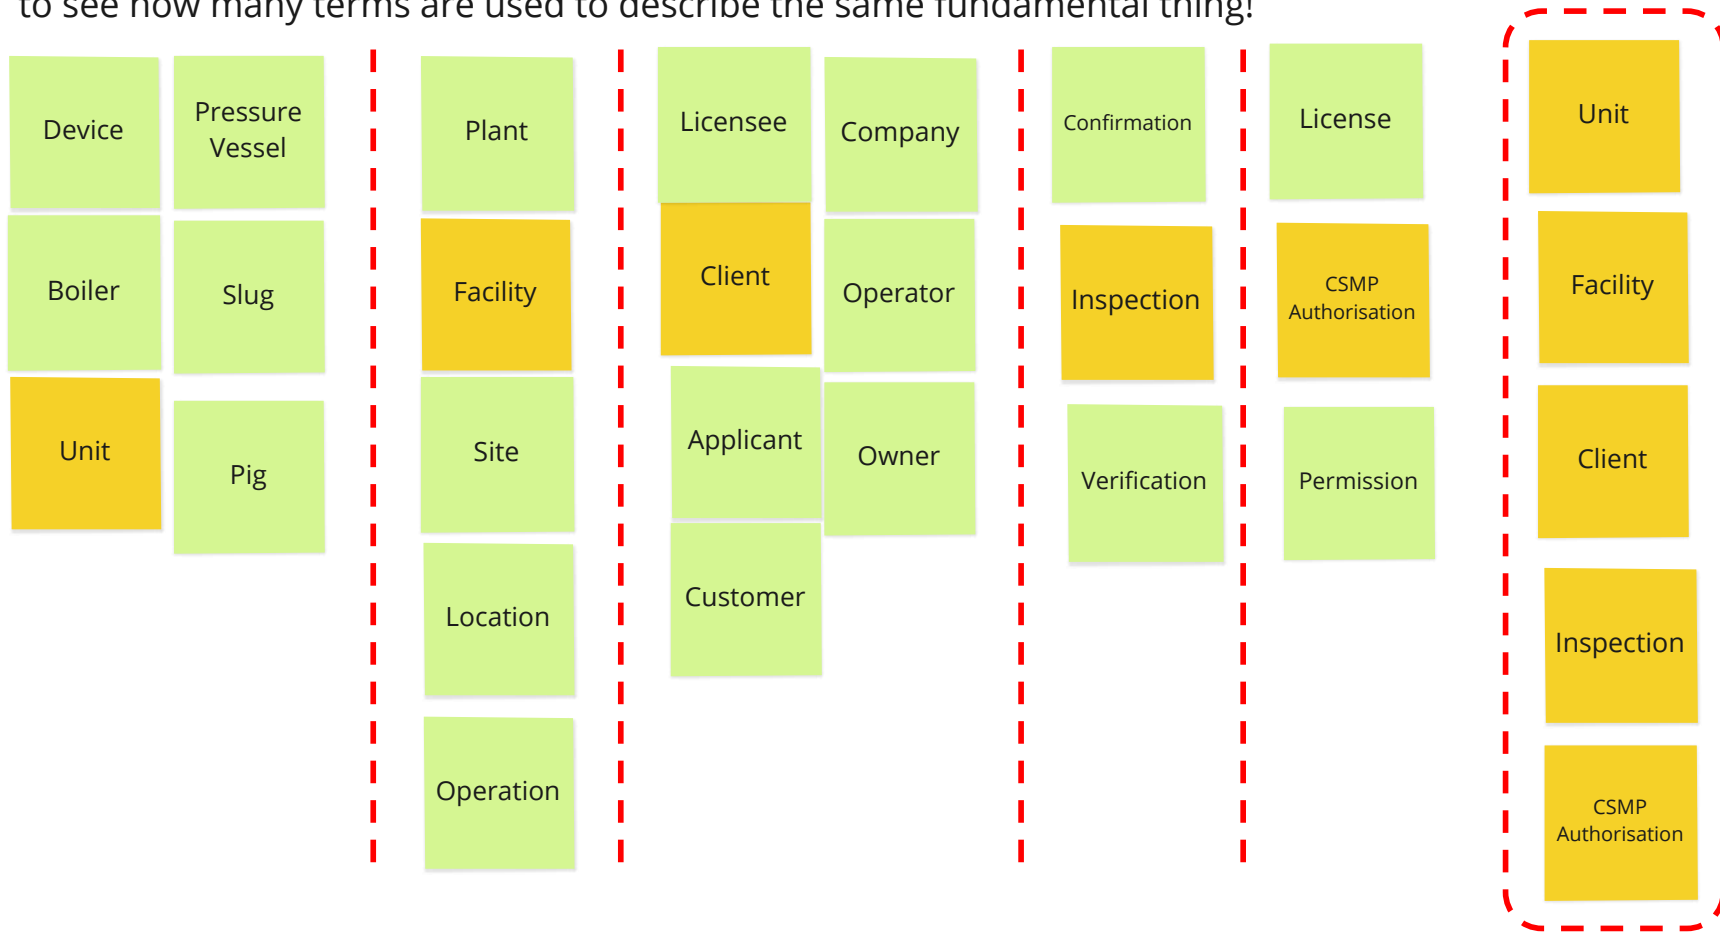 to see how many terms are used to describe the same fundamental thing!
Device
Pressure
Vessel
Boiler
Slug
Unit
Pig
Plant
Facility
Site
Location
Operation
Licensee
Company
Client
Operator
Applicant
Owner
Customer
Confirmation
Inspection
Verification
License
CSMP
Authorisation
Permission
Unit
Facility
Client
Inspection
CSMP
Authorisation